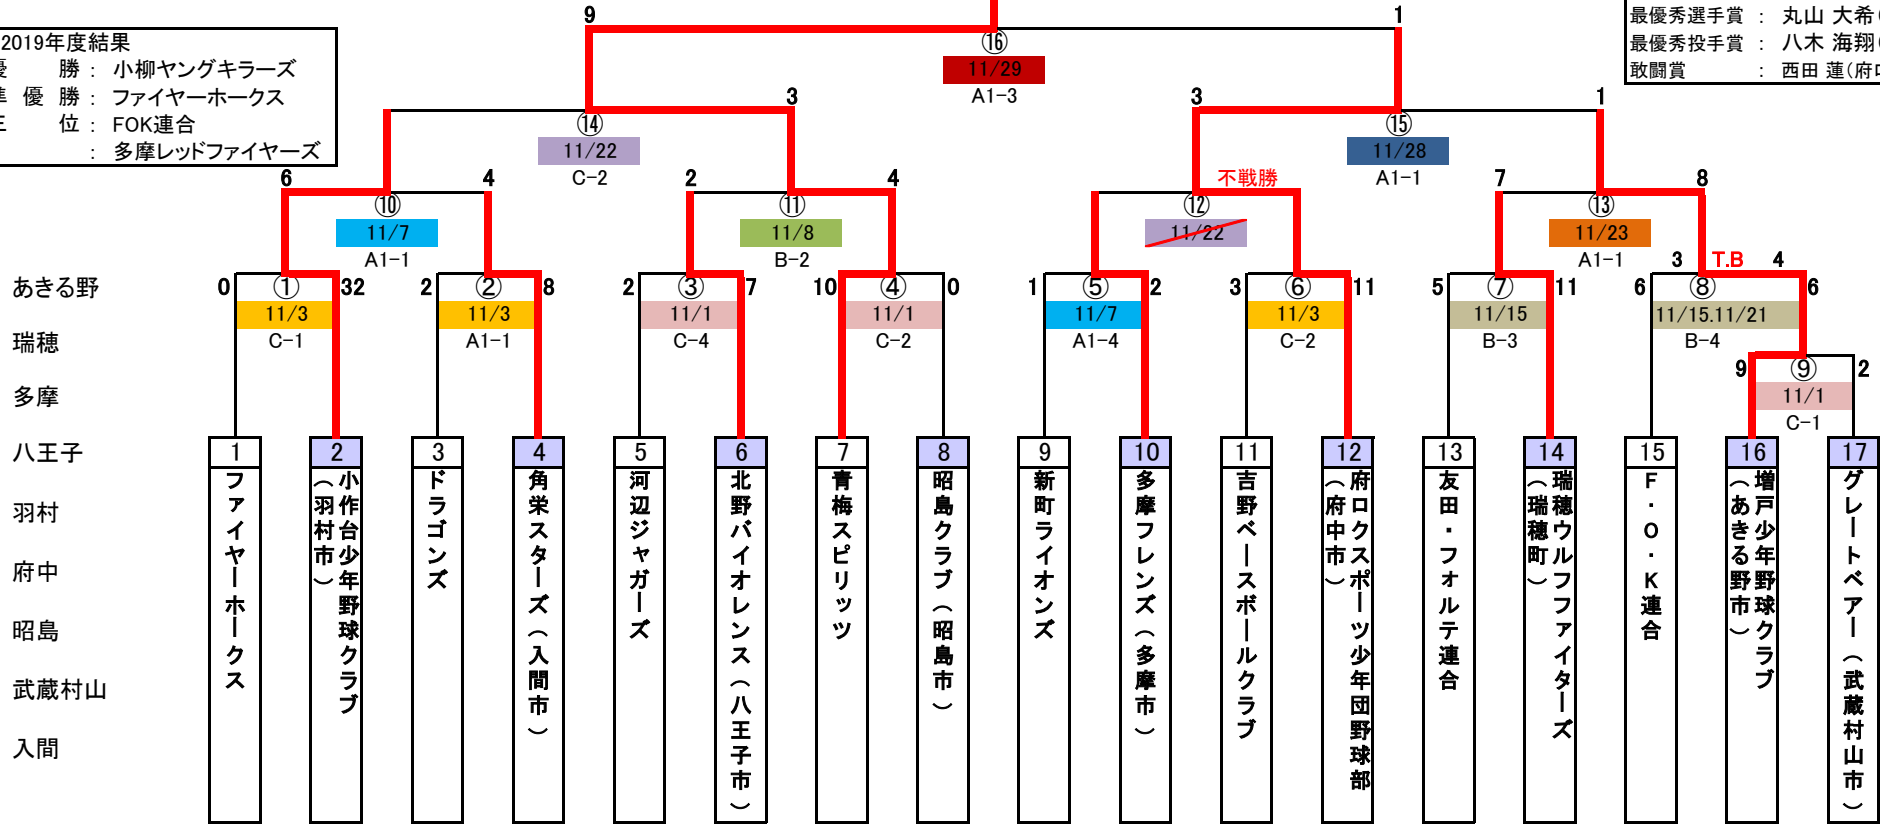 9
1
⑯
11/29
A1-3
2019年度結果
優 勝 : 小柳ヤングキラーズ
準 優 勝 : ファイヤーホークス
三 位 : FOK連合
: 多摩レッドファイヤーズ
最優秀選手賞 : 丸山 大希(
最優秀投手賞 : 八木 海翔(
敢闘賞 : 西田 蓮(府ロ
3
⑭
11/22
C-2
3
1
⑮
11/28
A1-1
6
4
⑩
11/7
A1-1
2
4
⑪
11/8
B-2
不戦勝
⑫
11/22
7
8
⑬
11/23
A1-1
3
T.B
4
0
①
32
11/3
C-1
2
②
8
11/3
A1-1
2
③
7
11/1
C-4
10
④
0
11/1
C-2
1
⑤
2
11/7
A1-4
3
⑥
11
11/3
C-2
5
⑦
11
11/15
B-3
6
⑧
6
11/15.11/21
B-4
9
⑨
2
11/1
C-1
あきる野
瑞穂
多摩
八王子
羽村
府中
昭島
武蔵村山
入間
1
ファイヤーホークス
2
小作台少年野球クラブ
(羽村市)
3
ドラゴンズ
4
角栄スターズ(入間市)
5
河辺ジャガーズ
6
北野バイオレンス(八王子市)
7
青梅スピリッツ
8
昭島クラブ(昭島市)
9
新町ライオンズ
10
多摩フレンズ(多摩市)
11
吉野ベースボールクラブ
12
府ロクスポーツ少年団野球部
(府中市)
13
友田・フォルテ連合
14
瑞穂ウルフファイターズ
(瑞穂町)
15
F・O・K連合
16
増戸少年野球クラブ
(あきる野市)
17
グレートベアー(武蔵村山市)